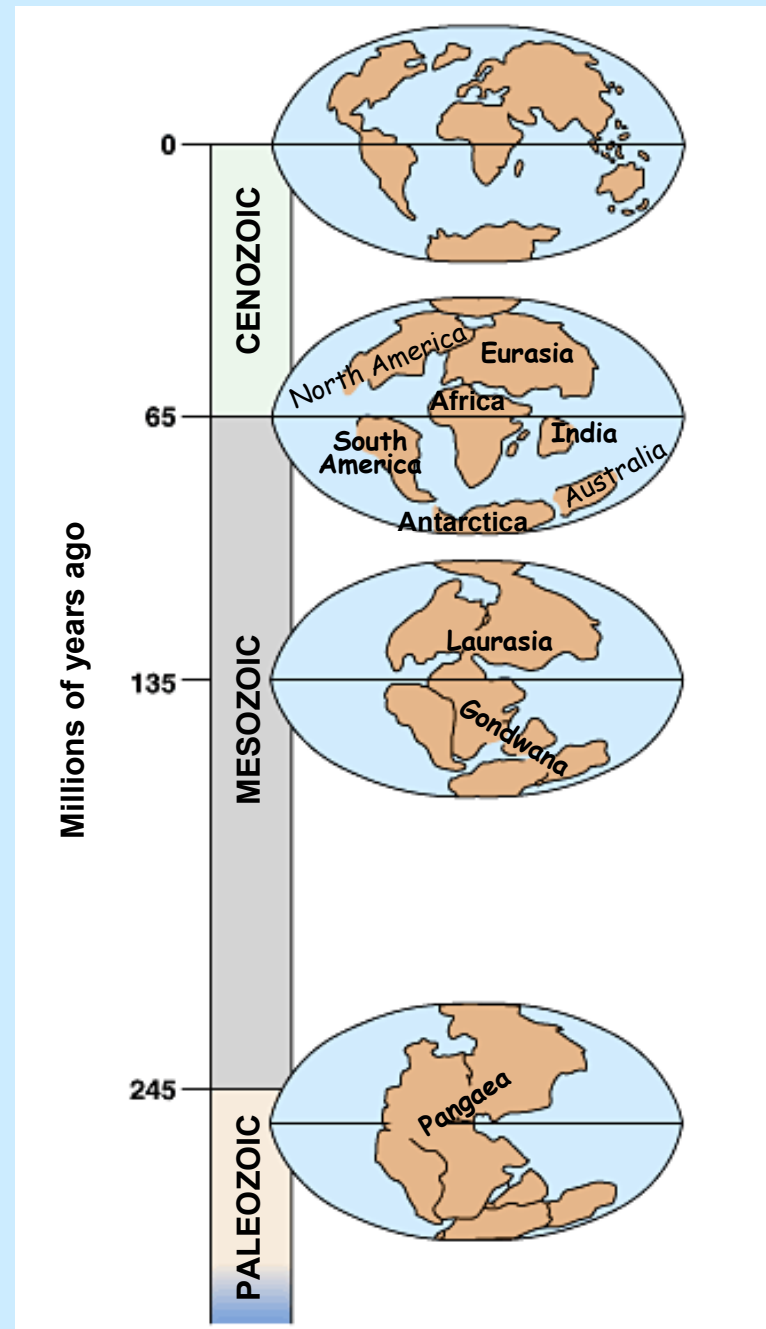 0
CENOZOIC
North America
Eurasia
Africa
65
South
America
India
Australia
Antarctica
Millions of years ago
MESOZOIC
Laurasia
135
Gondwana
245
Pangaea
PALEOZOIC